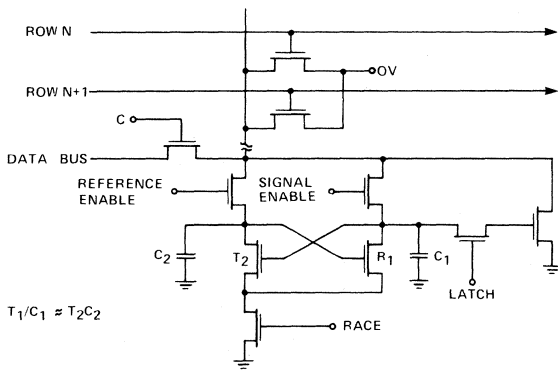 ROW N
OV
ROW N+1
C
DATA BUS
REFERENCE ENABLE
SIGNAL ENABLE
C2
T2
R1
C1
LATCH
T1/C1 ≈ T2C2
RACE